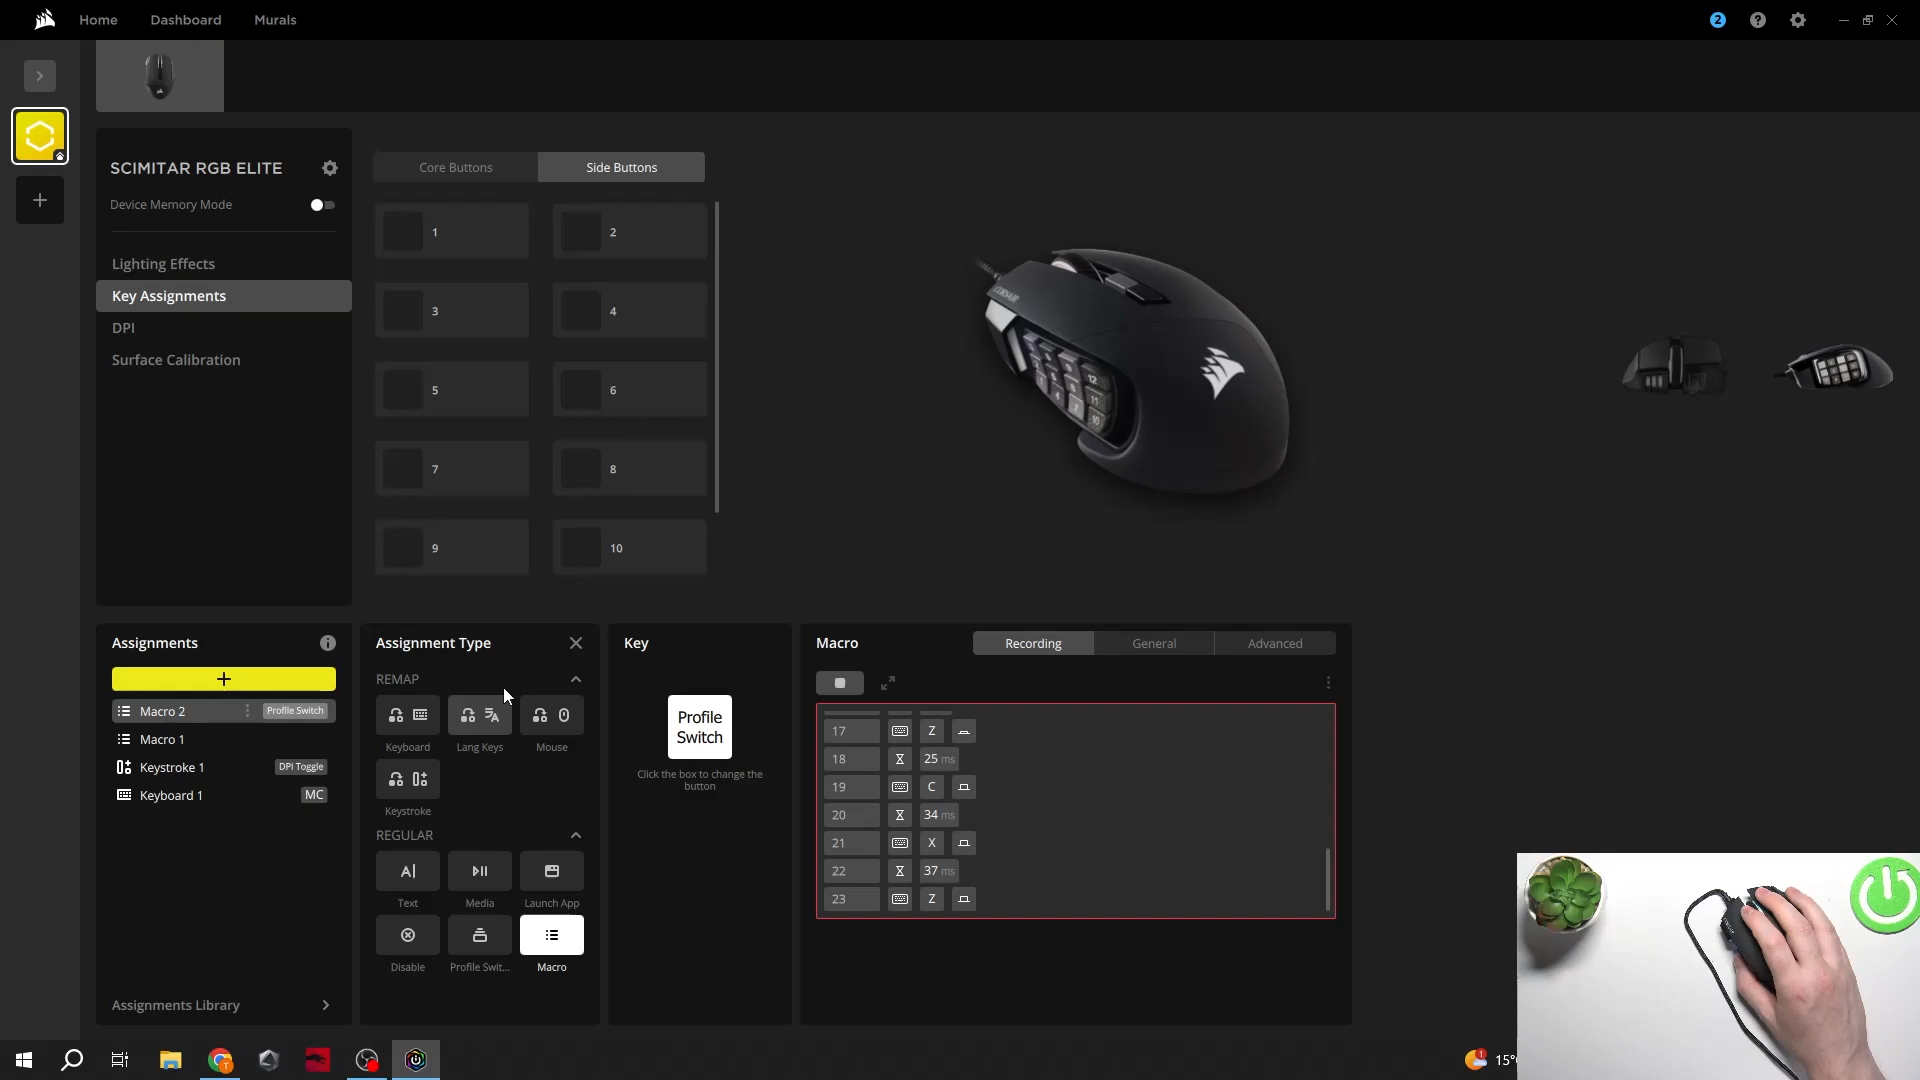 Home Dashboard Murals 2
SCIMITAR RGB ELITE
Device Memory Mode
Lighting Effects
Key Assignments
DPI
Surface Calibration
Core Buttons Side Buttons
1 2
3 4
5 6
7 8
9 10
CORSAIR
Assignments
Macro 2 Profile Switch
Macro 1
Keystroke 1 DPI Toggle
Keyboard 1 MC
Assignments Library
Assignment Type
REMAP
Keyboard Lang Keys Mouse
Keystroke
REGULAR
Text Media Launch App
Disable Profile Swit... Macro
Key
Profile
Switch
Click the box to change the
button
Macro Recording General Advanced
17 Z
18 25 ms
19 C
20 34 ms
21 X
22 37 ms
23 Z
15°